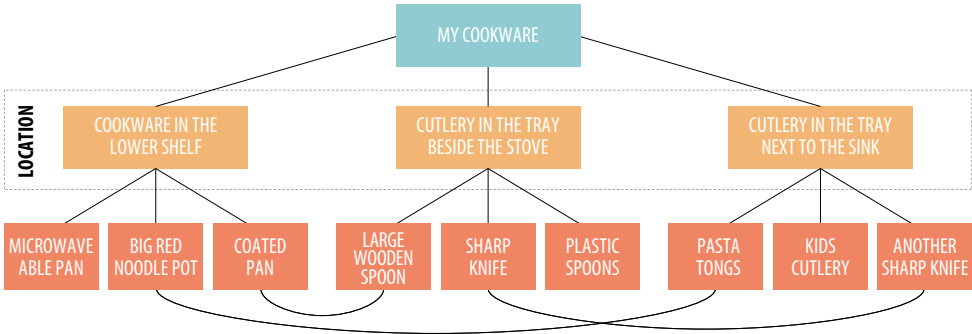 MY COOKWARE
LOCATION
COOKWARE IN THE
LOWER SHELF
CUTLERY IN THE TRAY
BESIDE THE STOVE
CUTLERY IN THE TRAY
NEXT TO THE SINK
MICROWAVE
ABLE PAN
BIG RED
NOODLE POT
COATED
PAN
LARGE
WOODEN
SPOON
SHARP
KNIFE
PLASTIC
SPOONS
PASTA
TONGS
KIDS
CUTLERY
ANOTHER
SHARP KNIFE